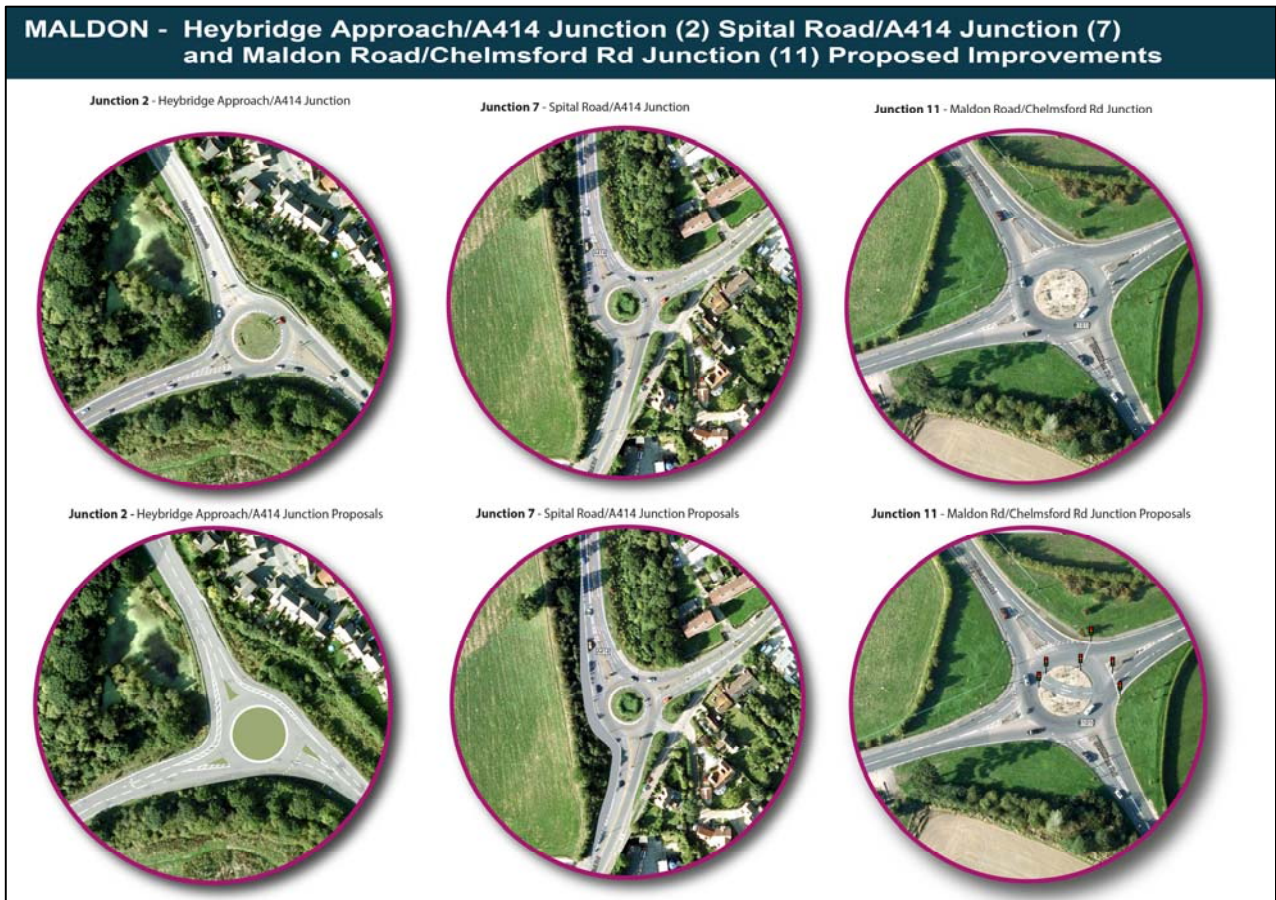 MALDON - Heybridge Approach/A414 Junction (2) Spital Road/A414 Junction (7)
and Maldon Road/Chelmsford Rd Junction (11) Proposed Improvements
Junction 2 - Heybridge Approach/A414 Junction
Junction 7 - Spital Road/A414 Junction
Junction 11 - Maldon Road/Chelmsford Rd Junction
Junction 2 - Heybridge Approach/A414 Junction Proposals
Junction 7 - Spital Road/A414 Junction Proposals
Junction 11 - Maldon Rd/Chelmsford Rd Junction Proposals